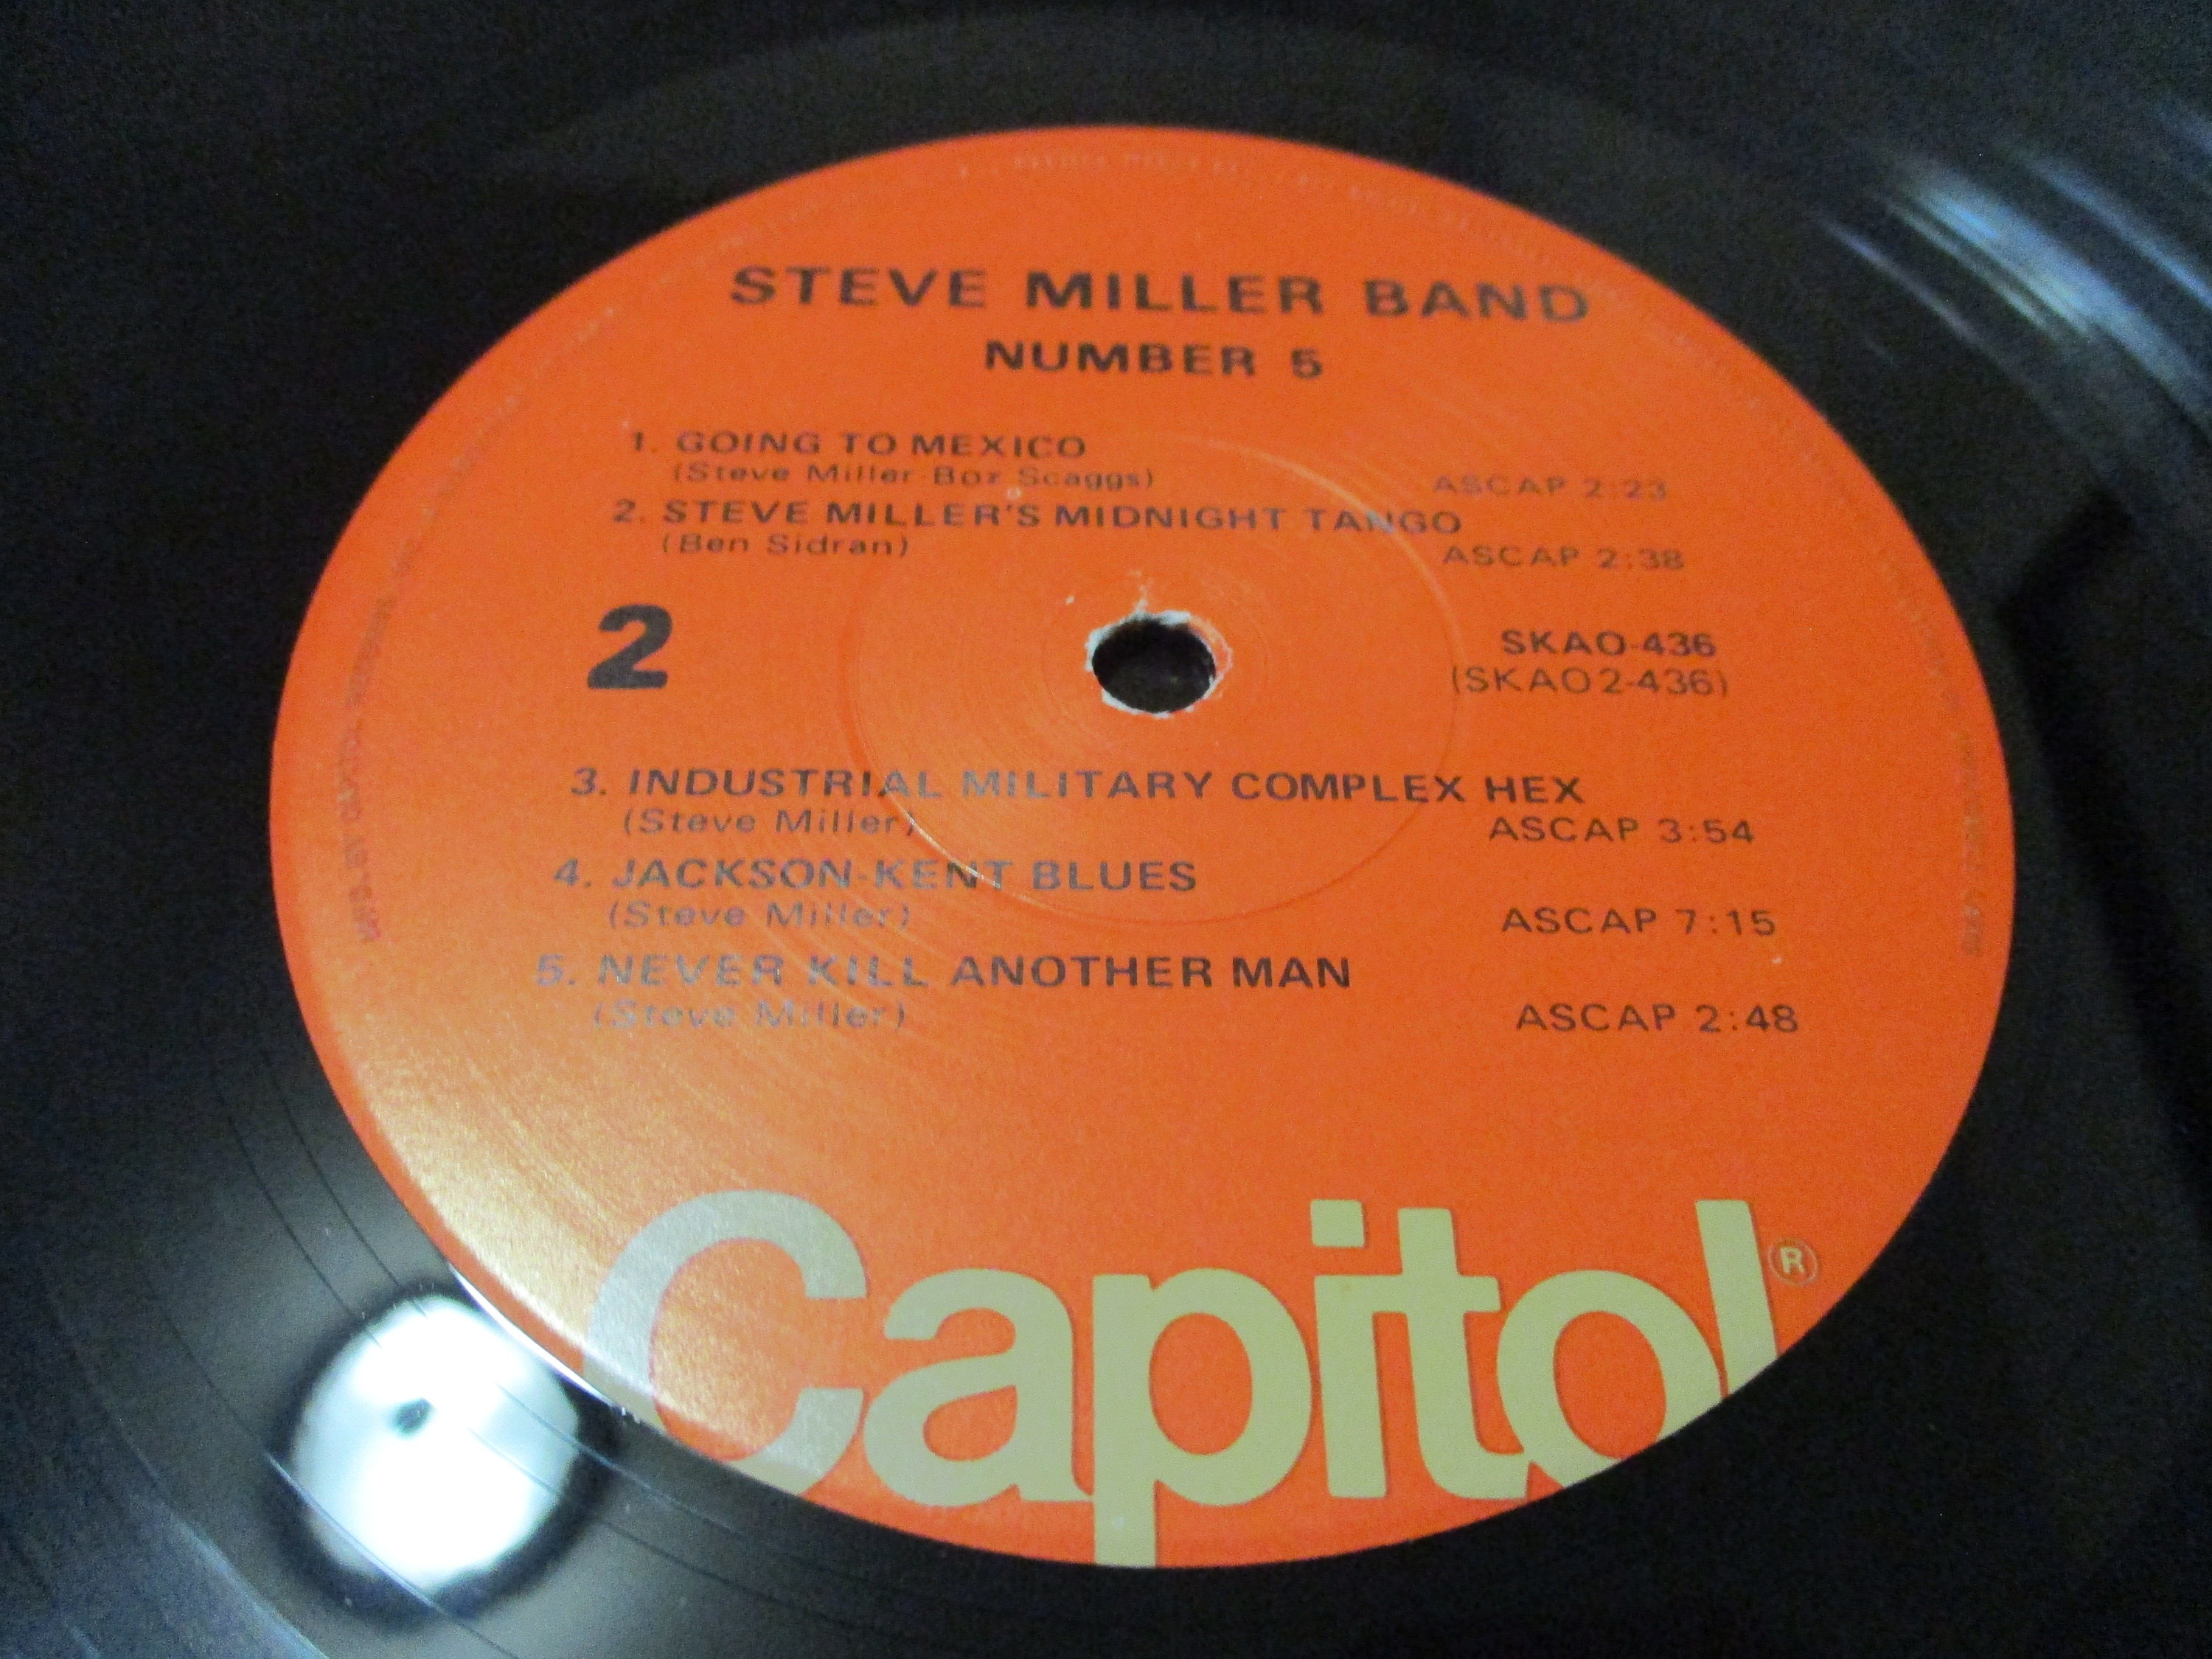 STEVE MILLER BAND
NUMBER 5
1. GOING TO MEXICO
(Steve Miller-Boz Scaggs) ASCAP 2:23
2. STEVE MILLER'S MIDNIGHT TANGO
(Ben Sidran) ASCAP 2:38
2
SKAO-436
(SKAO2-436)
3. INDUSTRIAL MILITARY COMPLEX HEX
(Steve Miller) ASCAP 3:54
4. JACKSON-KENT BLUES
(Steve Miller) ASCAP 7:15
5. NEVER KILL ANOTHER MAN
(Steve Miller) ASCAP 2:48
Capitol ®